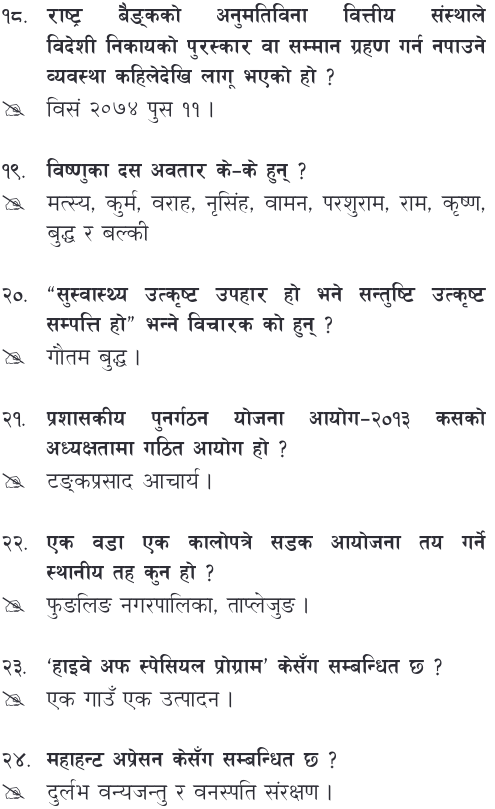 १८. राष्ट्र बैङ्कको अनुमतिविना वित्तीय संस्थाले
विदेशी निकायको पुरस्कार वा सम्मान ग्रहण गर्न नपाउने
व्यवस्था कहिलेदेखि लागू भएको हो ?
विसं २०७४ पुस ११ ।
१९. विष्णुका दस अवतार के-के हुन् ?
मत्स्य, कुर्म, वराह, नृसिंह, वामन, परशुराम, राम, कृष्ण,
बुद्ध र बल्की
२०. “सुस्वास्थ्य उत्कृष्ट उपहार हो भने सन्तुष्टि उत्कृष्ट
सम्पत्ति हो” भन्ने विचारक को हुन् ?
गौतम बुद्ध ।
२१. प्रशासकीय पुनर्गठन योजना आयोग-२०१३ कसको
अध्यक्षतामा गठित आयोग हो ?
टङ्कप्रसाद आचार्य ।
२२. एक वडा एक कालोपत्रे सडक आयोजना तय गर्ने
स्थानीय तह कुन हो ?
फुङलिङ नगरपालिका, ताप्लेजुङ ।
२३. ‘हाइवे अफ स्पेसियल प्रोग्राम’ केसँग सम्बन्धित छ ?
एक गाउँ एक उत्पादन ।
२४. महाहन्ट अप्रेसन केसँग सम्बन्धित छ ?
दुर्लभ वन्यजन्तु र वनस्पति संरक्षण ।